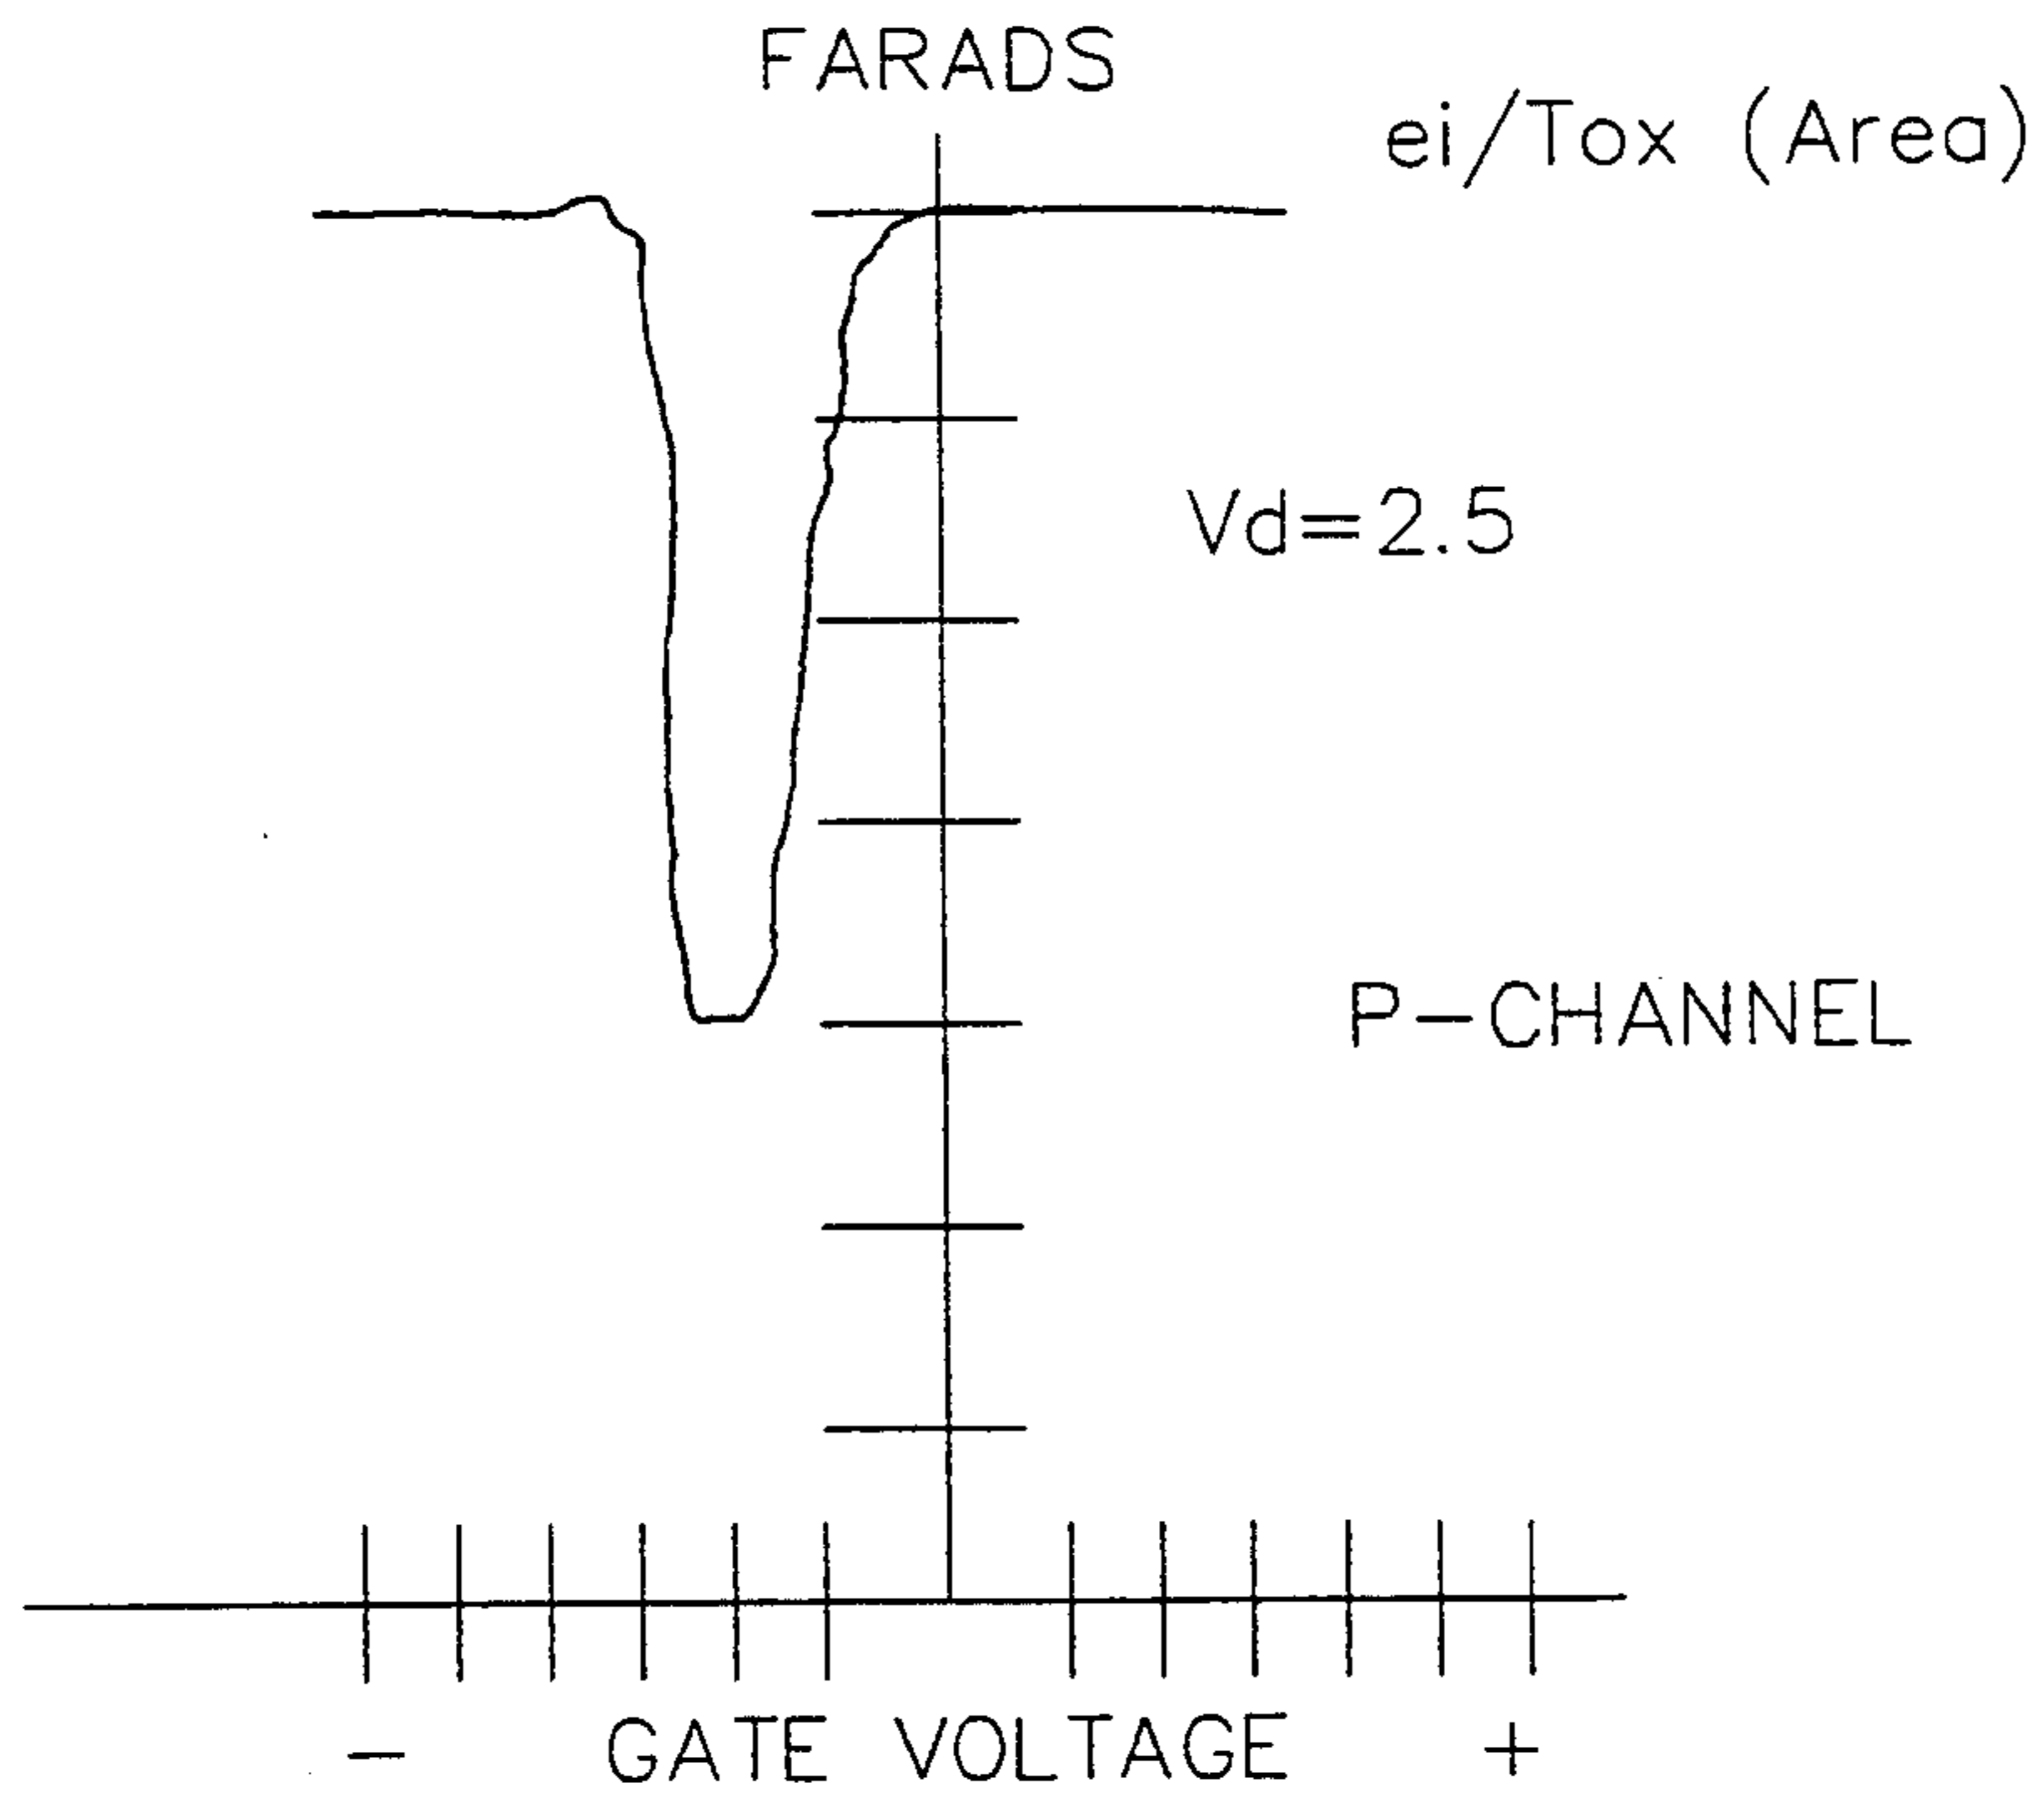 FARADS
ei/Tox (Area)
Vd=2.5
P-CHANNEL
- GATE VOLTAGE +